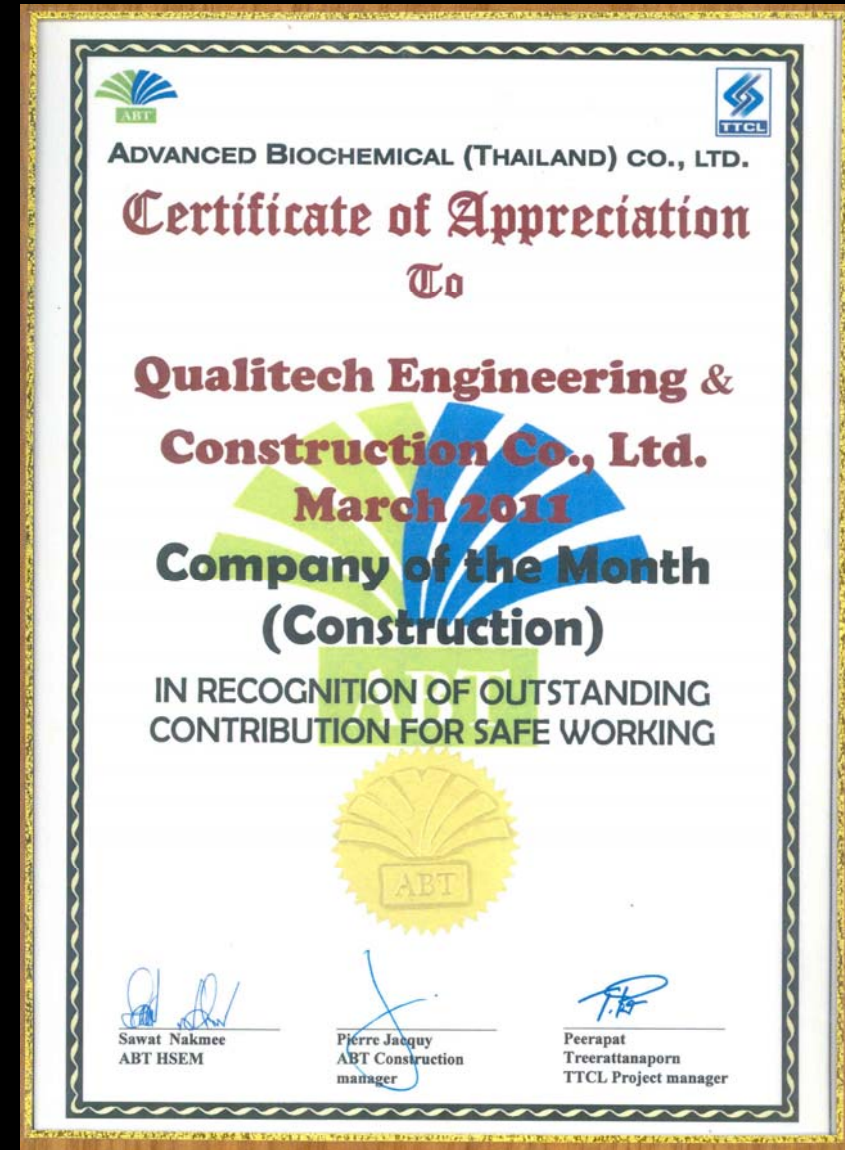 ABT
TTCL
ADVANCED BIOCHEMICAL (THAILAND) CO., LTD.
Certificate of Appreciation
To
Qualitech Engineering &
Construction Co., Ltd.
March 2011
Company of the Month
(Construction)
ABT
IN RECOGNITION OF OUTSTANDING
CONTRIBUTION FOR SAFE WORKING
ABT
Sawat Nakmee
ABT HSEM
Pierre Jacquy
ABT Construction
manager
Peerapat
Treerattanaporn
TTCL Project manager